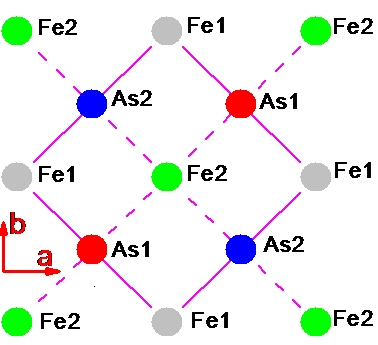 Fe2 Fe1 Fe2
As2 As1
Fe1 Fe2 Fe1
b
a
As1 As2
Fe2 Fe1 Fe2